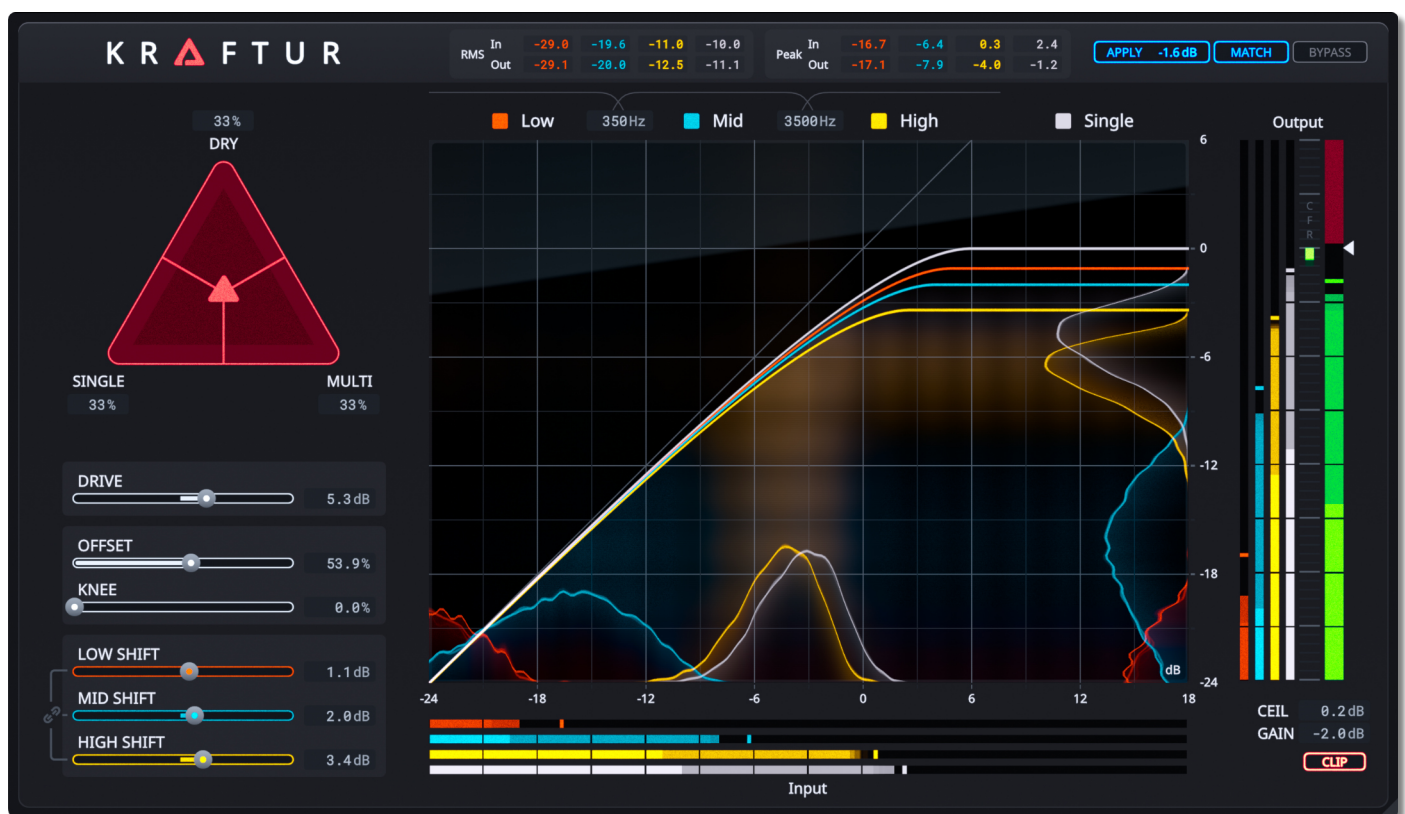 KRAFTUR
RMS In -29.0 -19.6 -11.0 -10.0
Out -29.1 -20.0 -12.5 -11.1
Peak In -16.7 -6.4 0.3 2.4
Out -17.1 -7.9 -4.0 -1.2
APPLY -1.6 dB MATCH BYPASS
33%
DRY
SINGLE MULTI
33% 33%
DRIVE
5.3 dB
OFFSET
53.9%
KNEE
0.0%
LOW SHIFT
1.1 dB
MID SHIFT
2.0 dB
HIGH SHIFT
3.4 dB
Low 350 Hz Mid 3500 Hz High Single
6
0
-6
-12
-18
-24
dB
-24 -18 -12 -6 0 6 12 18
Input
Output
C
F
R
CEIL 0.2 dB
GAIN -2.0 dB
CLIP